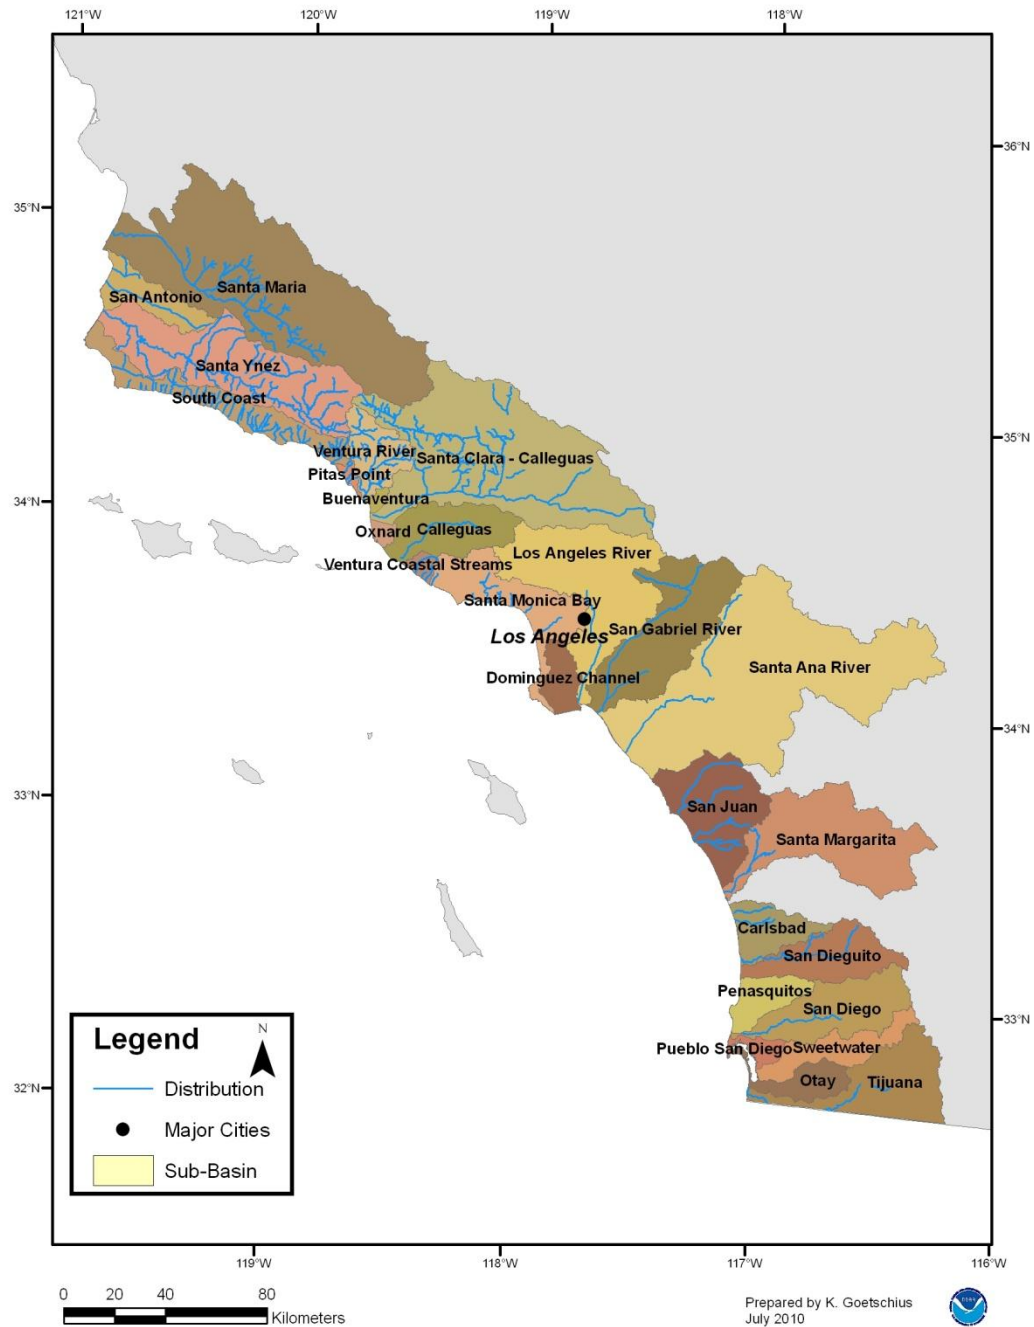 121°W
120°W
119°W
118°W
36°N
35°N
Santa Maria
San Antonio
Santa Ynez
South Coast
35°N
Ventura River
Santa Clara - Calleguas
Pitas Point
34°N
Buenaventura
Oxnard
Calleguas
Los Angeles River
Ventura Coastal Streams
Santa Monica Bay
Los Angeles
San Gabriel River
Santa Ana River
Dominguez Channel
34°N
33°N
San Juan
Santa Margarita
Carlsbad
San Dieguito
Penasquitos
San Diego
33°N
Pueblo San Diego
Sweetwater
Otay
Tijuana
32°N
Legend
N
Distribution
Major Cities
Sub-Basin
119°W
118°W
117°W
116°W
0 20 40 80
Kilometers
Prepared by K. Goetschius
July 2010